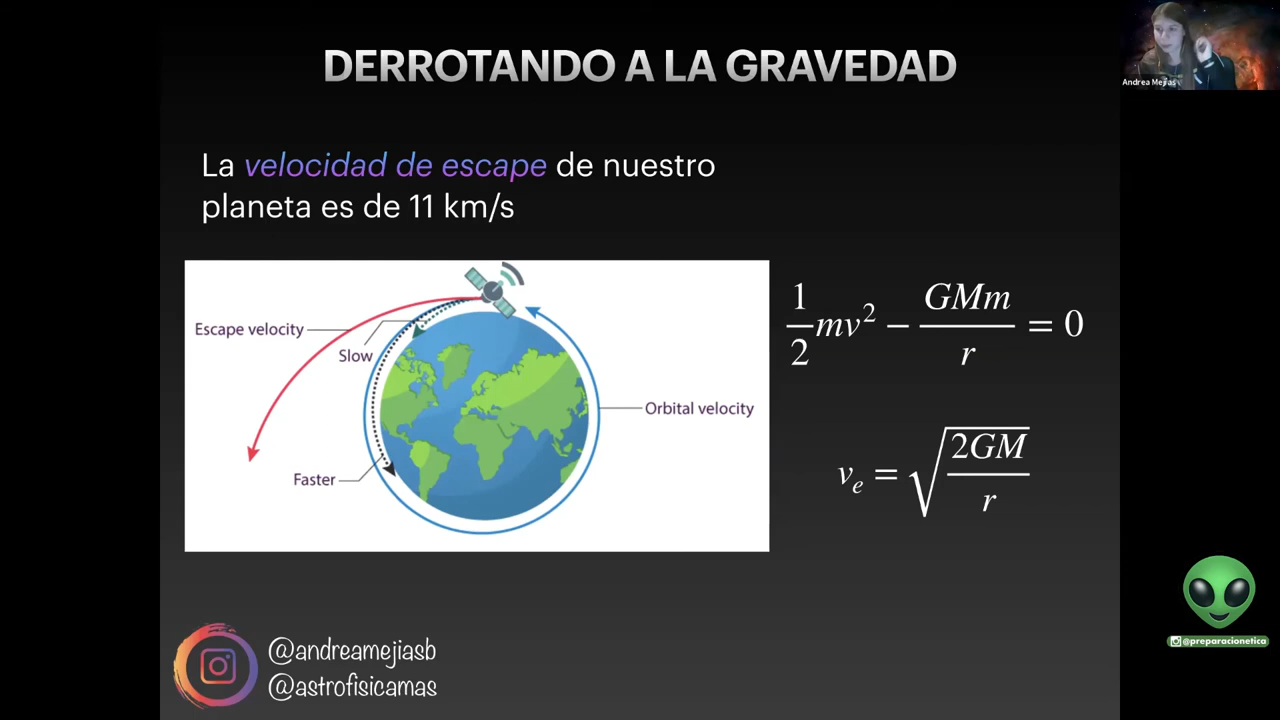 DERROTANDO A LA GRAVEDAD
Andrea Mejías
La velocidad de escape de nuestro
planeta es de 11 km/s
Escape velocity
Slow
Orbital velocity
Faster
1/2 mv² − GMm/r = 0
vₑ = √(2GM/r)
@andreamejiasb
@astrofisicamas
@preparacionetica